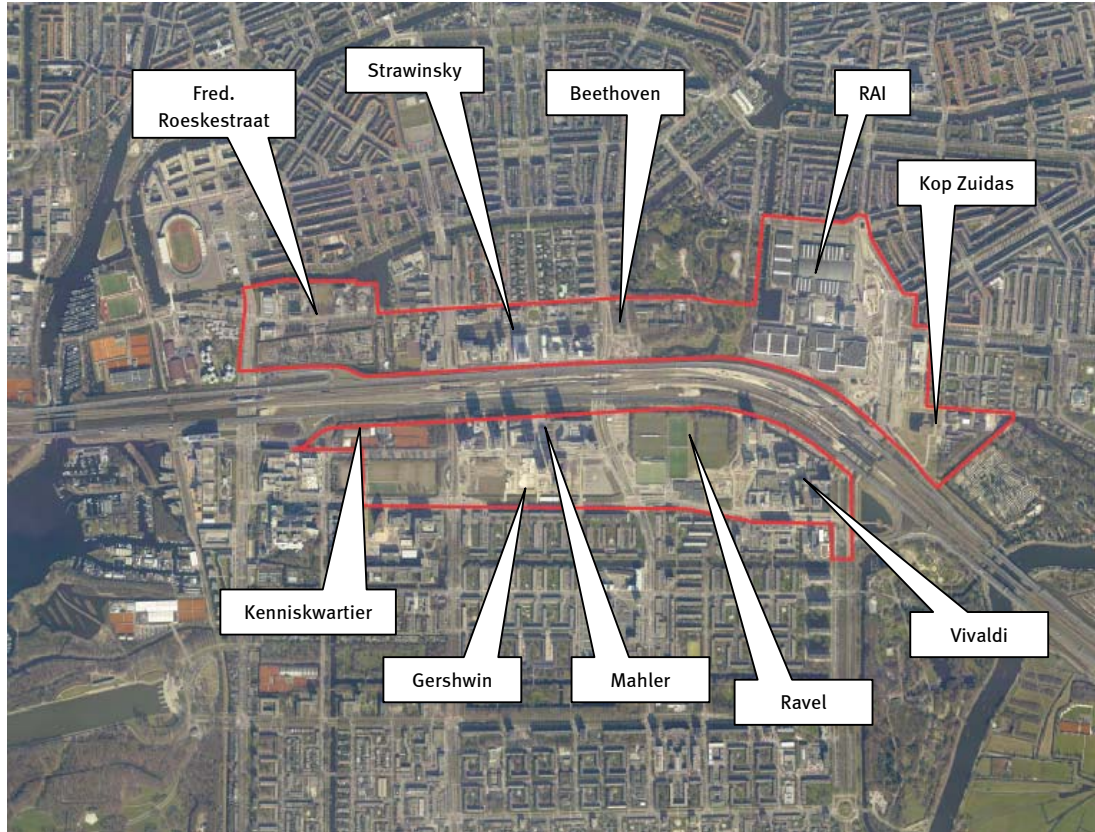 Fred.
Roeskestraat
Strawinsky
Beethoven
RAI
Kop Zuidas
Kenniskwartier
Gershwin
Mahler
Ravel
Vivaldi